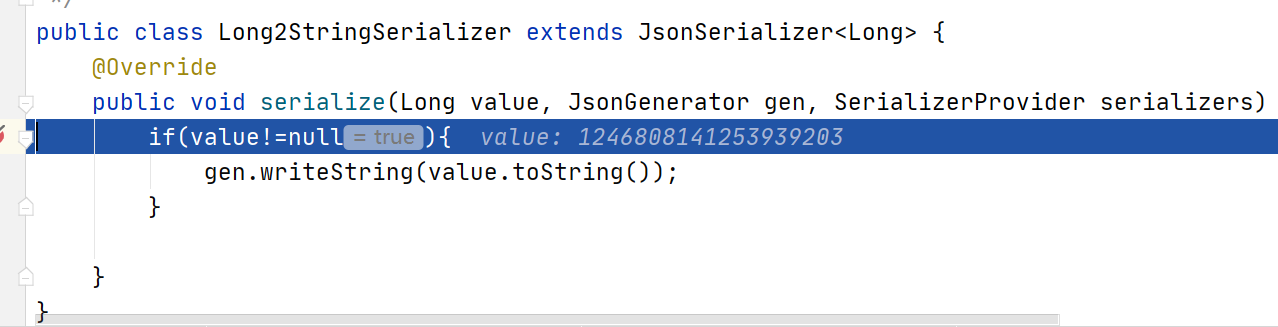 */
public class Long2StringSerializer extends JsonSerializer<Long> {
@Override
public void serialize(Long value, JsonGenerator gen, SerializerProvider serializers)
if(value!=null = true ){ value: 1246808141253939203
gen.writeString(value.toString());
}
}
}